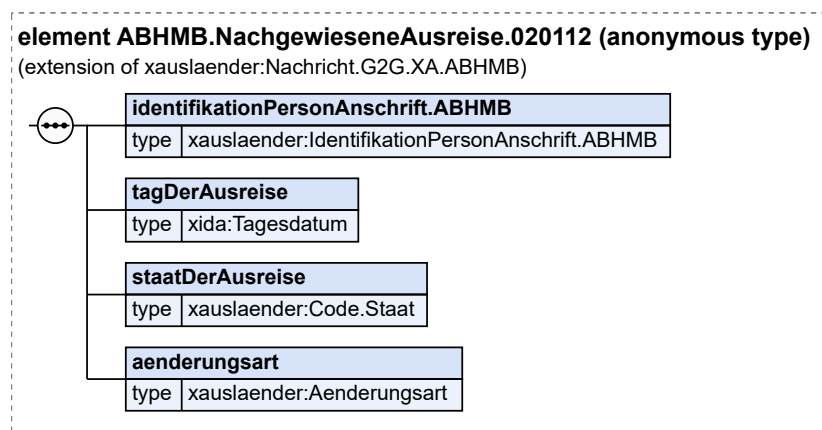 element ABHMB.NachgewieseneAusreise.020112 (anonymous type)
(extension of xauslaender:Nachricht.G2G.XA.ABHMB)
identifikationPersonAnschrift.ABHMB
type xauslaender:IdentifikationPersonAnschrift.ABHMB
tagDerAusreise
type xida:Tagesdatum
staatDerAusreise
type xauslaender:Code.Staat
aenderungsart
type xauslaender:Aenderungsart